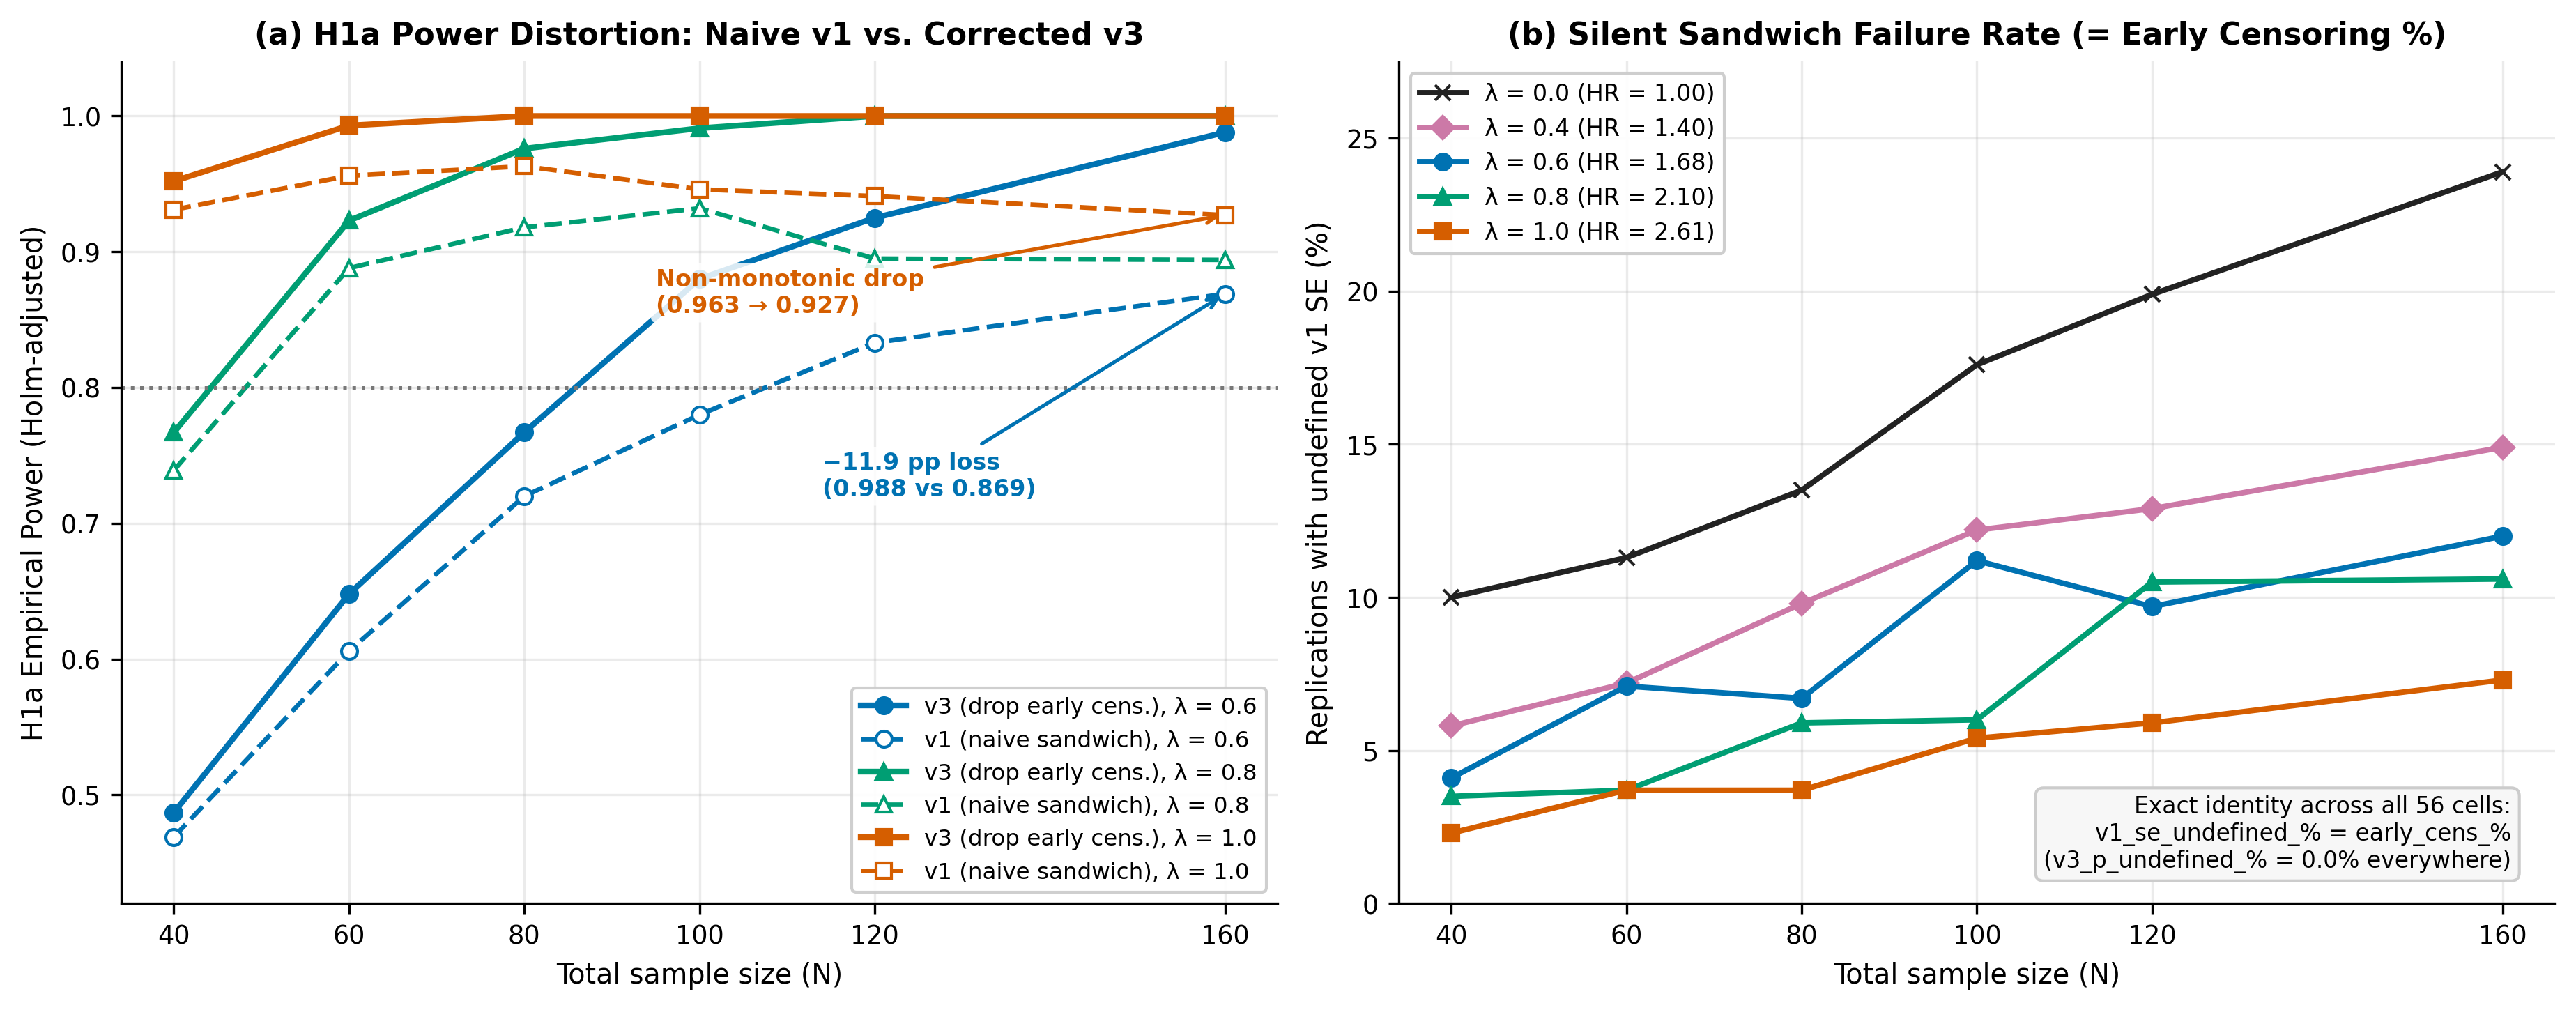 (a) H1a Power Distortion: Naive v1 vs. Corrected v3
H1a Empirical Power (Holm-adjusted)
1.0
0.9
0.8
0.7
0.6
0.5
Non-monotonic drop
(0.963 → 0.927)
−11.9 pp loss
(0.988 vs 0.869)
v3 (drop early cens.), λ = 0.6
v1 (naive sandwich), λ = 0.6
v3 (drop early cens.), λ = 0.8
v1 (naive sandwich), λ = 0.8
v3 (drop early cens.), λ = 1.0
v1 (naive sandwich), λ = 1.0
40 60 80 100 120 160
Total sample size (N)
(b) Silent Sandwich Failure Rate (= Early Censoring %)
Replications with undefined v1 SE (%)
25
20
15
10
5
0
λ = 0.0 (HR = 1.00)
λ = 0.4 (HR = 1.40)
λ = 0.6 (HR = 1.68)
λ = 0.8 (HR = 2.10)
λ = 1.0 (HR = 2.61)
Exact identity across all 56 cells:
v1_se_undefined_% = early_cens_%
(v3_p_undefined_% = 0.0% everywhere)
40 60 80 100 120 160
Total sample size (N)